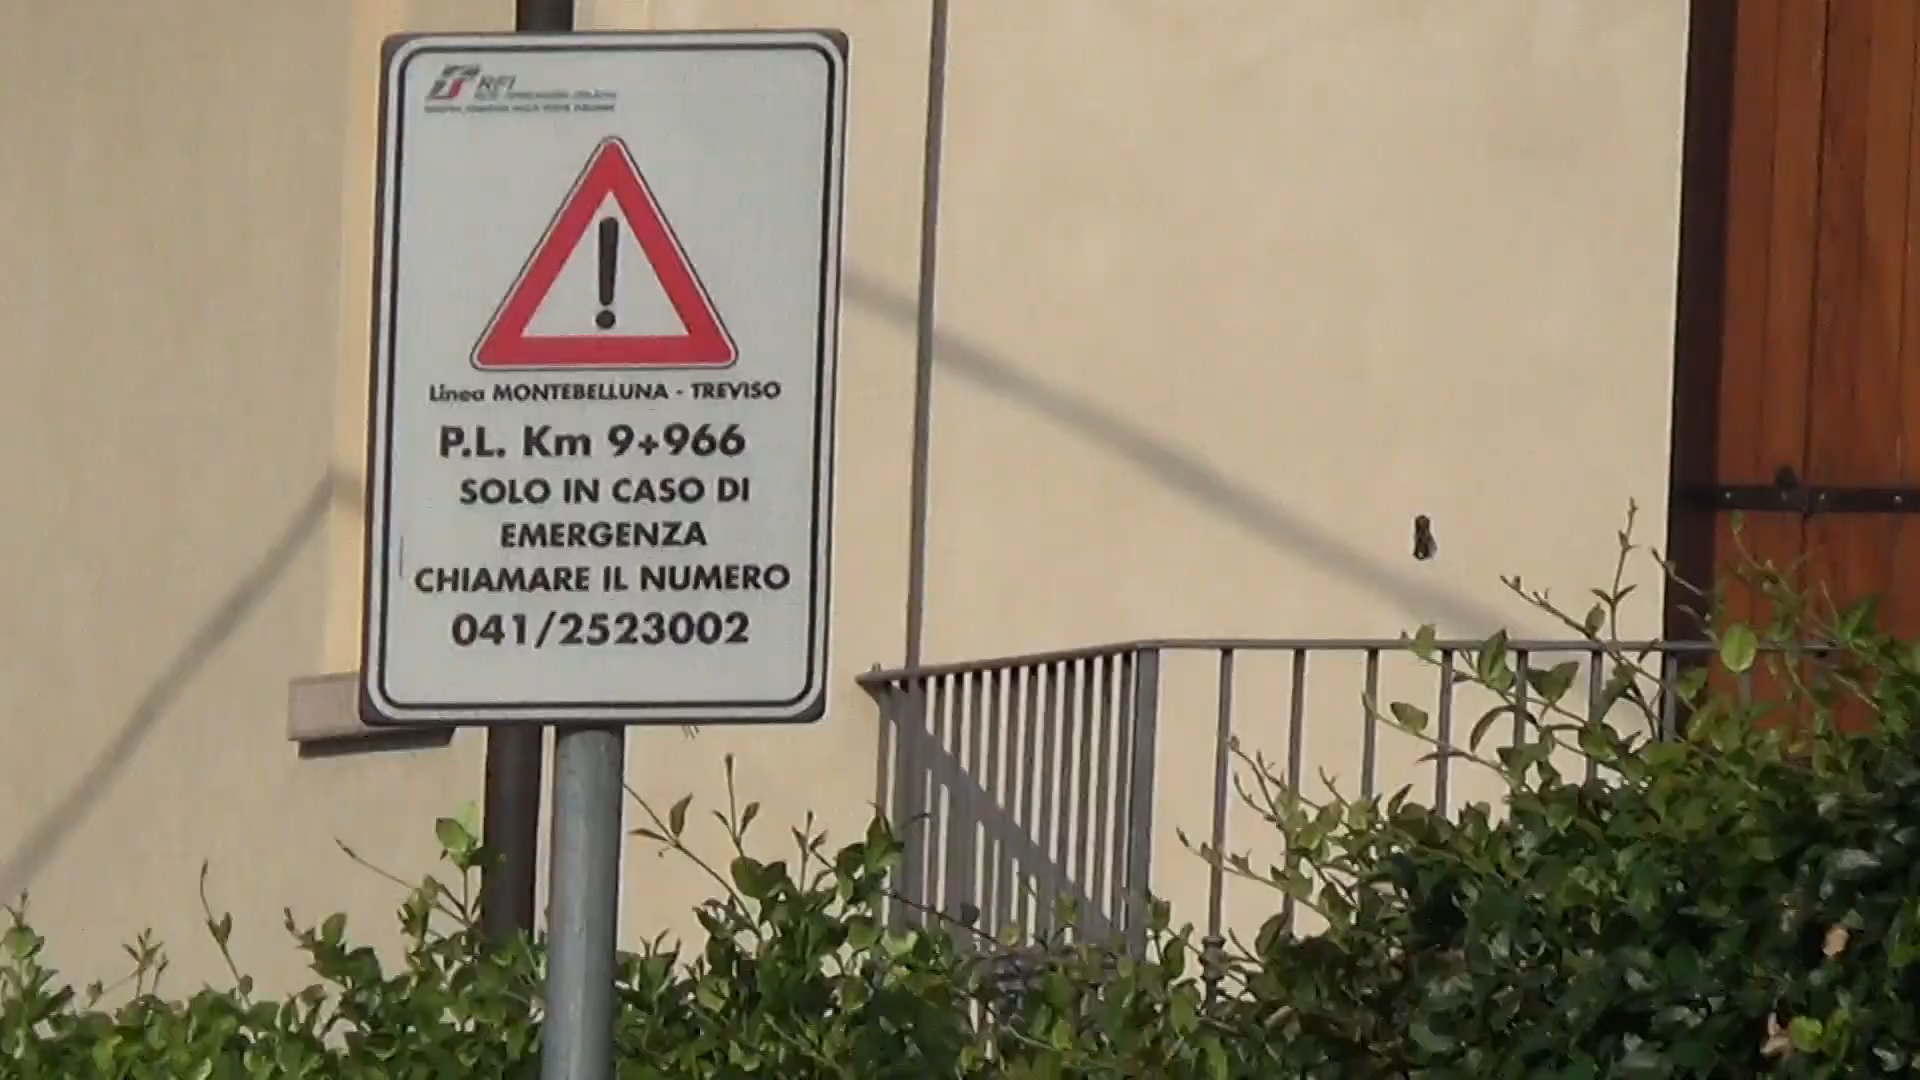 RFI
Linea MONTEBELLUNA - TREVISO
P.L. Km 9+966
SOLO IN CASO DI
EMERGENZA
CHIAMARE IL NUMERO
041/2523002